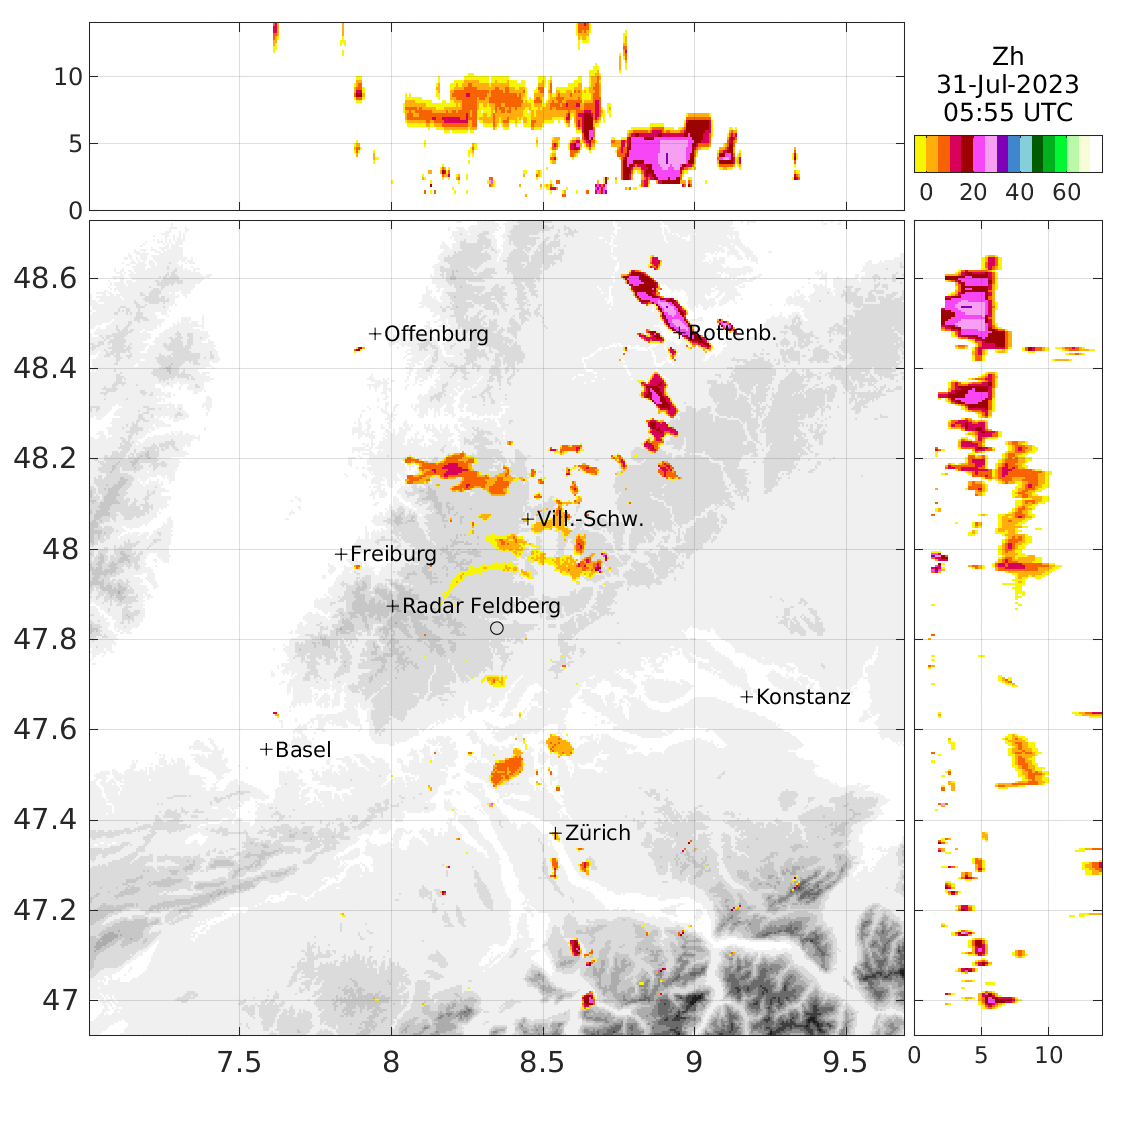 Zh
31-Jul-2023
05:55 UTC
0 20 40 60
10
5
0
48.6
48.4
48.2
48
47.8
47.6
47.4
47.2
47
Offenburg
Rottenb.
Vill.-Schw.
Freiburg
Radar Feldberg
Konstanz
Basel
Zürich
7.5 8 8.5 9 9.5
0 5 10